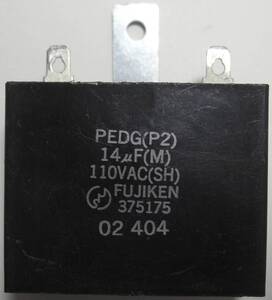 PEDG(P2)
14μF(M)
110VAC(SH)
FUJIKEN
375175
02 404